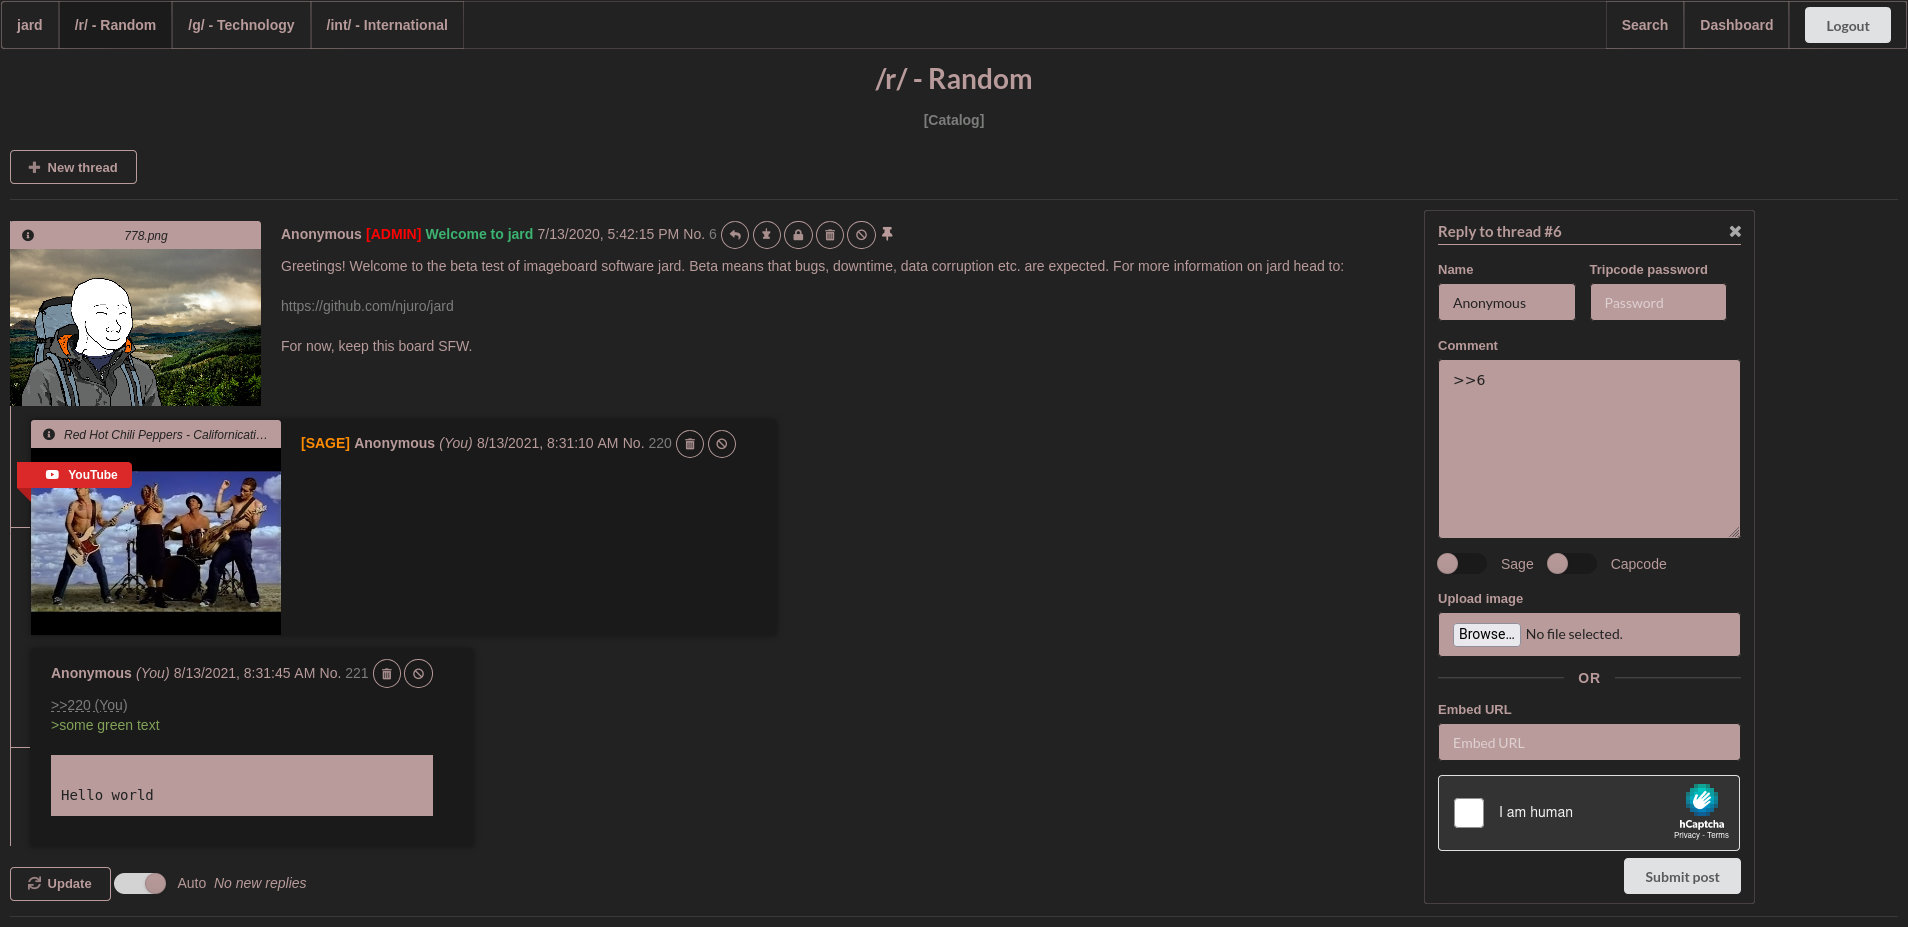 jard /r/ - Random /g/ - Technology /int/ - International Search Dashboard Logout
/r/ - Random
[Catalog]
New thread
778.png
Anonymous [ADMIN] Welcome to jard 7/13/2020, 5:42:15 PM No. 6
Greetings! Welcome to the beta test of imageboard software jard. Beta means that bugs, downtime, data corruption etc. are expected. For more information on jard head to:
https://github.com/njuro/jard
For now, keep this board SFW.
Red Hot Chili Peppers - Californicati...
YouTube
[SAGE] Anonymous (You) 8/13/2021, 8:31:10 AM No. 220
Anonymous (You) 8/13/2021, 8:31:45 AM No. 221
>>220 (You)
>some green text
Hello world
Update Auto No new replies
Reply to thread #6
Name Tripcode password
Anonymous Password
Comment
>>6
Sage Capcode
Upload image
Browse... No file selected.
OR
Embed URL
Embed URL
I am human
hCaptcha
Privacy - Terms
Submit post